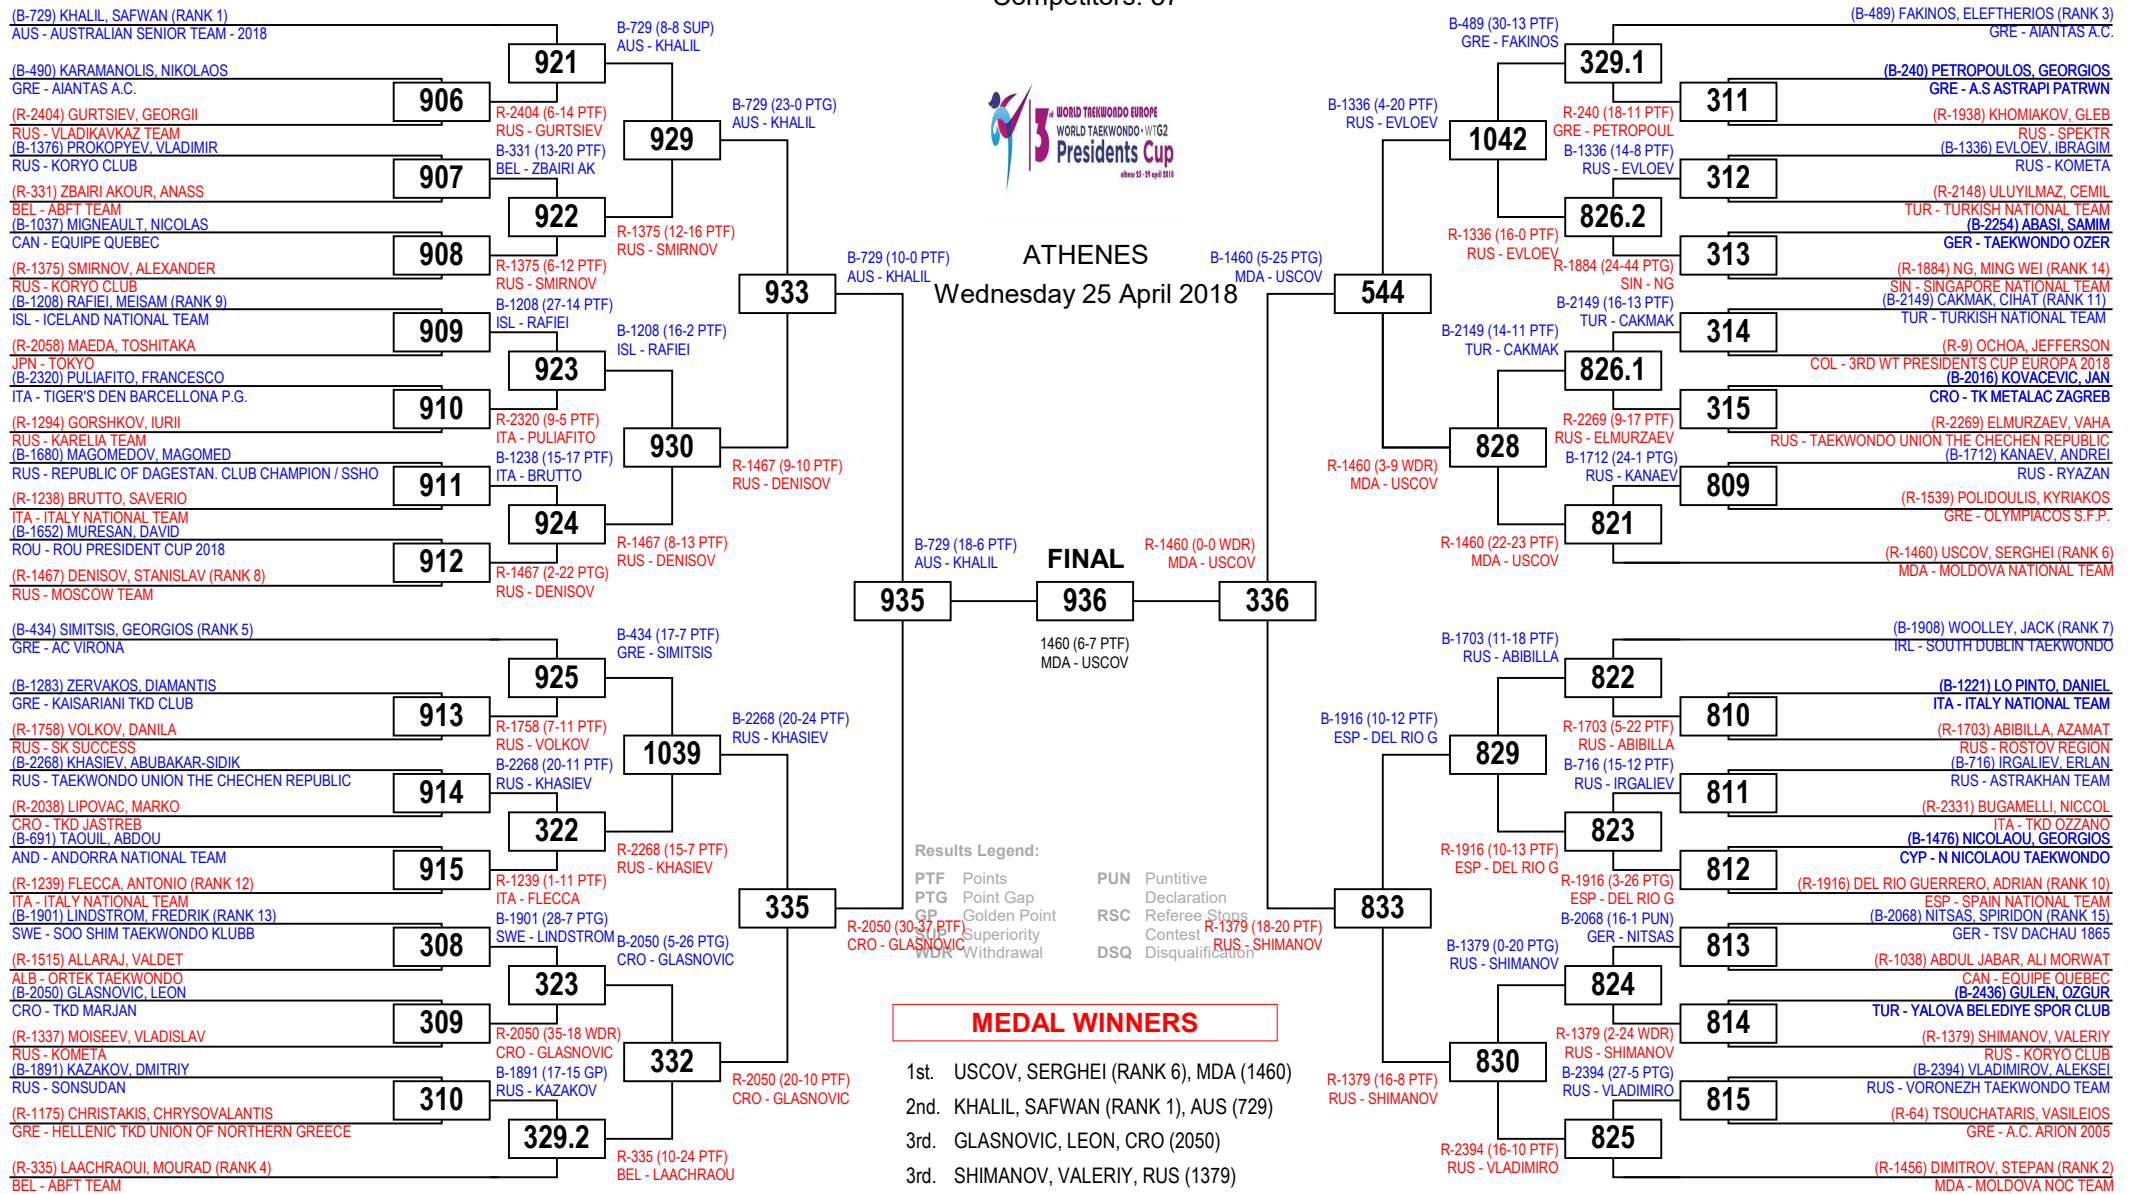 Competitors: 37
(B-729) KHALIL, SAFWAN (RANK 1)
AUS - AUSTRALIAN SENIOR TEAM - 2018
(B-490) KARAMANOLIS, NIKOLAOS
GRE - AIANTAS A.C.
(R-2404) GURTSIEV, GEORGII
RUS - VLADIKAVKAZ TEAM
(B-1376) PROKOPYEV, VLADIMIR
RUS - KORYO CLUB
(R-331) ZBAIRI AKOUR, ANASS
BEL - ABFT TEAM
(B-1037) MIGNEAULT, NICOLAS
CAN - EQUIPE QUEBEC
(R-1375) SMIRNOV, ALEXANDER
RUS - KORYO CLUB
(B-1208) RAFIEI, MEISAM (RANK 9)
ISL - ICELAND NATIONAL TEAM
(R-2058) MAEDA, TOSHITAKA
JPN - TOKYO
(B-2320) PULIAFITO, FRANCESCO
ITA - TIGER'S DEN BARCELLONA P.G.
(R-1294) GORSHKOV, IURII
RUS - KARELIA TEAM
(B-1680) MAGOMEDOV, MAGOMED
RUS - REPUBLIC OF DAGESTAN. CLUB CHAMPION / SSHO
(R-1238) BRUTTO, SAVERIO
ITA - ITALY NATIONAL TEAM
(B-1652) MURESAN, DAVID
ROU - ROU PRESIDENT CUP 2018
(R-1467) DENISOV, STANISLAV (RANK 8)
RUS - MOSCOW TEAM
(B-434) SIMITSIS, GEORGIOS (RANK 5)
GRE - AC VIRONA
(B-1283) ZERVAKOS, DIAMANTIS
GRE - KAISARIANI TKD CLUB
(R-1758) VOLKOV, DANILA
RUS - SK SUCCESS
(B-2268) KHASIEV, ABUBAKAR-SIDIK
RUS - TAEKWONDO UNION THE CHECHEN REPUBLIC
(R-2038) LIPOVAC, MARKO
CRO - TKD JASTREB
(B-691) TAOUIL, ABDOU
AND - ANDORRA NATIONAL TEAM
(R-1239) FLECCA, ANTONIO (RANK 12)
ITA - ITALY NATIONAL TEAM
(B-1901) LINDSTROM, FREDRIK (RANK 13)
SWE - SOO SHIM TAEKWONDO KLUBB
(R-1515) ALLARAJ, VALDET
ALB - ORTEK TAEKWONDO
(B-2050) GLASNOVIC, LEON
CRO - TKD MARJAN
(R-1337) MOISEEV, VLADISLAV
RUS - KOMETA
(B-1891) KAZAKOV, DMITRIY
RUS - SONSUDAN
(R-1175) CHRISTAKIS, CHRYSOVALANTIS
GRE - HELLENIC TKD UNION OF NORTHERN GREECE
(R-335) LAACHRAOUI, MOURAD (RANK 4)
BEL - ABFT TEAM
906
907
908
909
910
911
912
913
914
915
308
309
310
921
R-2404 (6-14 PTF)
RUS - GURTSIEV
B-331 (13-20 PTF)
BEL - ZBAIRI AK
922
R-1375 (6-12 PTF)
RUS - SMIRNOV
B-1208 (27-14 PTF)
ISL - RAFIEI
923
R-2320 (9-5 PTF)
ITA - PULIAFITO
B-1238 (15-17 PTF)
ITA - BRUTTO
924
R-1467 (2-22 PTG)
RUS - DENISOV
925
R-1758 (7-11 PTF)
RUS - VOLKOV
B-2268 (20-11 PTF)
RUS - KHASIEV
322
R-1239 (1-11 PTF)
ITA - FLECCA
B-1901 (28-7 PTG)
SWE - LINDSTROM
323
R-2050 (35-18 WDR)
CRO - GLASNOVIC
B-1891 (17-15 GP)
RUS - KAZAKOV
329.2
B-729 (8-8 SUP)
AUS - KHALIL
929
R-1375 (12-16 PTF)
RUS - SMIRNOV
B-1208 (16-2 PTF)
ISL - RAFIEI
930
R-1467 (8-13 PTF)
RUS - DENISOV
B-434 (17-7 PTF)
GRE - SIMITSIS
1039
R-2268 (15-7 PTF)
RUS - KHASIEV
B-2050 (5-26 PTG)
CRO - GLASNOVIC
332
R-335 (10-24 PTF)
BEL - LAACHRAOU
B-729 (23-0 PTG)
AUS - KHALIL
933
R-1467 (9-10 PTF)
RUS - DENISOV
B-2268 (20-24 PTF)
RUS - KHASIEV
335
R-2050 (20-10 PTF)
CRO - GLASNOVIC
B-729 (10-0 PTF)
AUS - KHALIL
935
R-2050 (30-37 PTF)
CRO - GLASNOVIC
3rd WORLD TAEKWONDO EUROPE
WORLD TAEKWONDO • WTG2
Presidents Cup
athens 25 - 29 april 2018
ATHENES
Wednesday 25 April 2018
B-729 (18-6 PTF)
AUS - KHALIL
FINAL
936
1460 (6-7 PTF)
MDA - USCOV
R-1460 (0-0 WDR)
MDA - USCOV
Results Legend:
PTF Points
PTG Point Gap
GP Golden Point
SUP Superiority
WDR Withdrawal
PUN Puntitive Declaration
RSC Referee Stops Contest
DSQ Disqualification
MEDAL WINNERS
1st. USCOV, SERGHEI (RANK 6), MDA (1460)
2nd. KHALIL, SAFWAN (RANK 1), AUS (729)
3rd. GLASNOVIC, LEON, CRO (2050)
3rd. SHIMANOV, VALERIY, RUS (1379)
B-1460 (5-25 PTG)
MDA - USCOV
336
R-1379 (18-20 PTF)
RUS - SHIMANOV
B-1336 (4-20 PTF)
RUS - EVLOEV
544
R-1460 (3-9 WDR)
MDA - USCOV
B-1916 (10-12 PTF)
ESP - DEL RIO G
833
R-1379 (16-8 PTF)
RUS - SHIMANOV
B-489 (30-13 PTF)
GRE - FAKINOS
1042
R-1336 (16-0 PTF)
RUS - EVLOEV
B-2149 (14-11 PTF)
TUR - CAKMAK
828
R-1460 (22-23 PTF)
MDA - USCOV
B-1703 (11-18 PTF)
RUS - ABIBILLA
829
R-1916 (10-13 PTF)
ESP - DEL RIO G
B-1379 (0-20 PTG)
RUS - SHIMANOV
830
R-2394 (16-10 PTF)
RUS - VLADIMIRO
329.1
R-240 (18-11 PTF)
GRE - PETROPOUL
B-1336 (14-8 PTF)
RUS - EVLOEV
826.2
R-1884 (24-44 PTG)
SIN - NG
B-2149 (16-13 PTF)
TUR - CAKMAK
826.1
R-2269 (9-17 PTF)
RUS - ELMURZAEV
B-1712 (24-1 PTG)
RUS - KANAEV
821
822
R-1703 (5-22 PTF)
RUS - ABIBILLA
B-716 (15-12 PTF)
RUS - IRGALIEV
823
R-1916 (3-26 PTG)
ESP - DEL RIO G
B-2068 (16-1 PUN)
GER - NITSAS
824
R-1379 (2-24 WDR)
RUS - SHIMANOV
B-2394 (27-5 PTG)
RUS - VLADIMIRO
825
311
312
313
314
315
809
810
811
812
813
814
815
(B-489) FAKINOS, ELEFTHERIOS (RANK 3)
GRE - AIANTAS A.C.
(B-240) PETROPOULOS, GEORGIOS
GRE - A.S ASTRAPI PATRWN
(R-1938) KHOMIAKOV, GLEB
RUS - SPEKTR
(B-1336) EVLOEV, IBRAGIM
RUS - KOMETA
(R-2148) ULUYILMAZ, CEMIL
TUR - TURKISH NATIONAL TEAM
(B-2254) ABASI, SAMIM
GER - TAEKWONDO OZER
(R-1884) NG, MING WEI (RANK 14)
SIN - SINGAPORE NATIONAL TEAM
(B-2149) CAKMAK, CIHAT (RANK 11)
TUR - TURKISH NATIONAL TEAM
(R-9) OCHOA, JEFFERSON
COL - 3RD WT PRESIDENTS CUP EUROPA 2018
(B-2016) KOVACEVIC, JAN
CRO - TK METALAC ZAGREB
(R-2269) ELMURZAEV, VAHA
RUS - TAEKWONDO UNION THE CHECHEN REPUBLIC
(B-1712) KANAEV, ANDREI
RUS - RYAZAN
(R-1539) POLIDOULIS, KYRIAKOS
GRE - OLYMPIACOS S.F.P.
(R-1460) USCOV, SERGHEI (RANK 6)
MDA - MOLDOVA NATIONAL TEAM
(B-1908) WOOLLEY, JACK (RANK 7)
IRL - SOUTH DUBLIN TAEKWONDO
(B-1221) LO PINTO, DANIEL
ITA - ITALY NATIONAL TEAM
(R-1703) ABIBILLA, AZAMAT
RUS - ROSTOV REGION
(B-716) IRGALIEV, ERLAN
RUS - ASTRAKHAN TEAM
(R-2331) BUGAMELLI, NICCOL
ITA - TKD OZZANO
(B-1476) NICOLAOU, GEORGIOS
CYP - N NICOLAOU TAEKWONDO
(R-1916) DEL RIO GUERRERO, ADRIAN (RANK 10)
ESP - SPAIN NATIONAL TEAM
(B-2068) NITSAS, SPIRIDON (RANK 15)
GER - TSV DACHAU 1865
(R-1038) ABDUL JABAR, ALI MORWAT
CAN - EQUIPE QUEBEC
(B-2436) GULEN, OZGUR
TUR - YALOVA BELEDIYE SPOR CLUB
(R-1379) SHIMANOV, VALERIY
RUS - KORYO CLUB
(B-2394) VLADIMIROV, ALEKSEI
RUS - VORONEZH TAEKWONDO TEAM
(R-64) TSOUCHATARIS, VASILEIOS
GRE - A.C. ARION 2005
(R-1456) DIMITROV, STEPAN (RANK 2)
MDA - MOLDOVA NOC TEAM